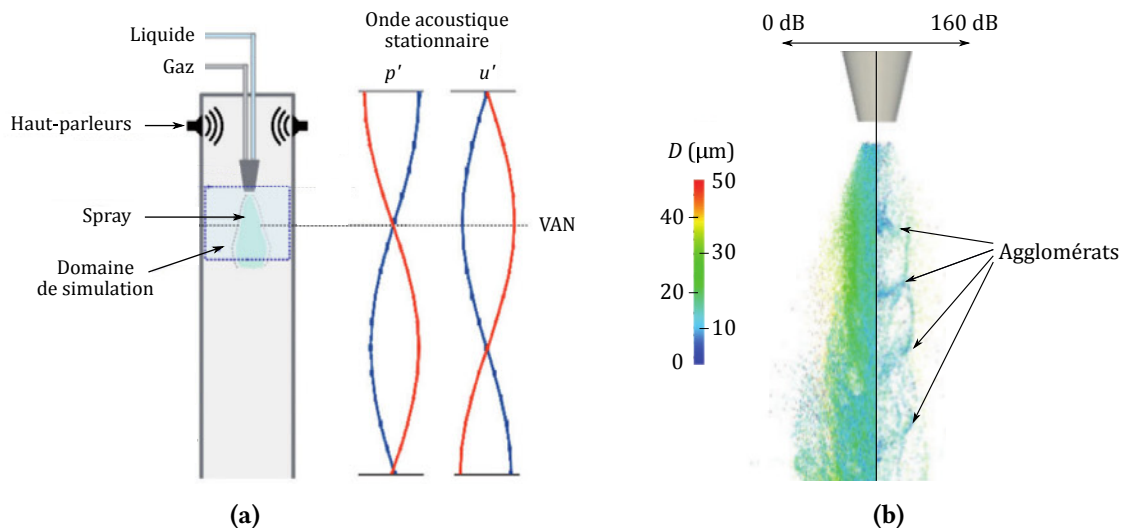 Liquide
Gaz
Haut-parleurs
Spray
Domaine
de simulation
Onde acoustique
stationnaire
p′
u′
VAN
(a)
0 dB
160 dB
D (μm)
50
30
20
10
0
Agglomérats
(b)